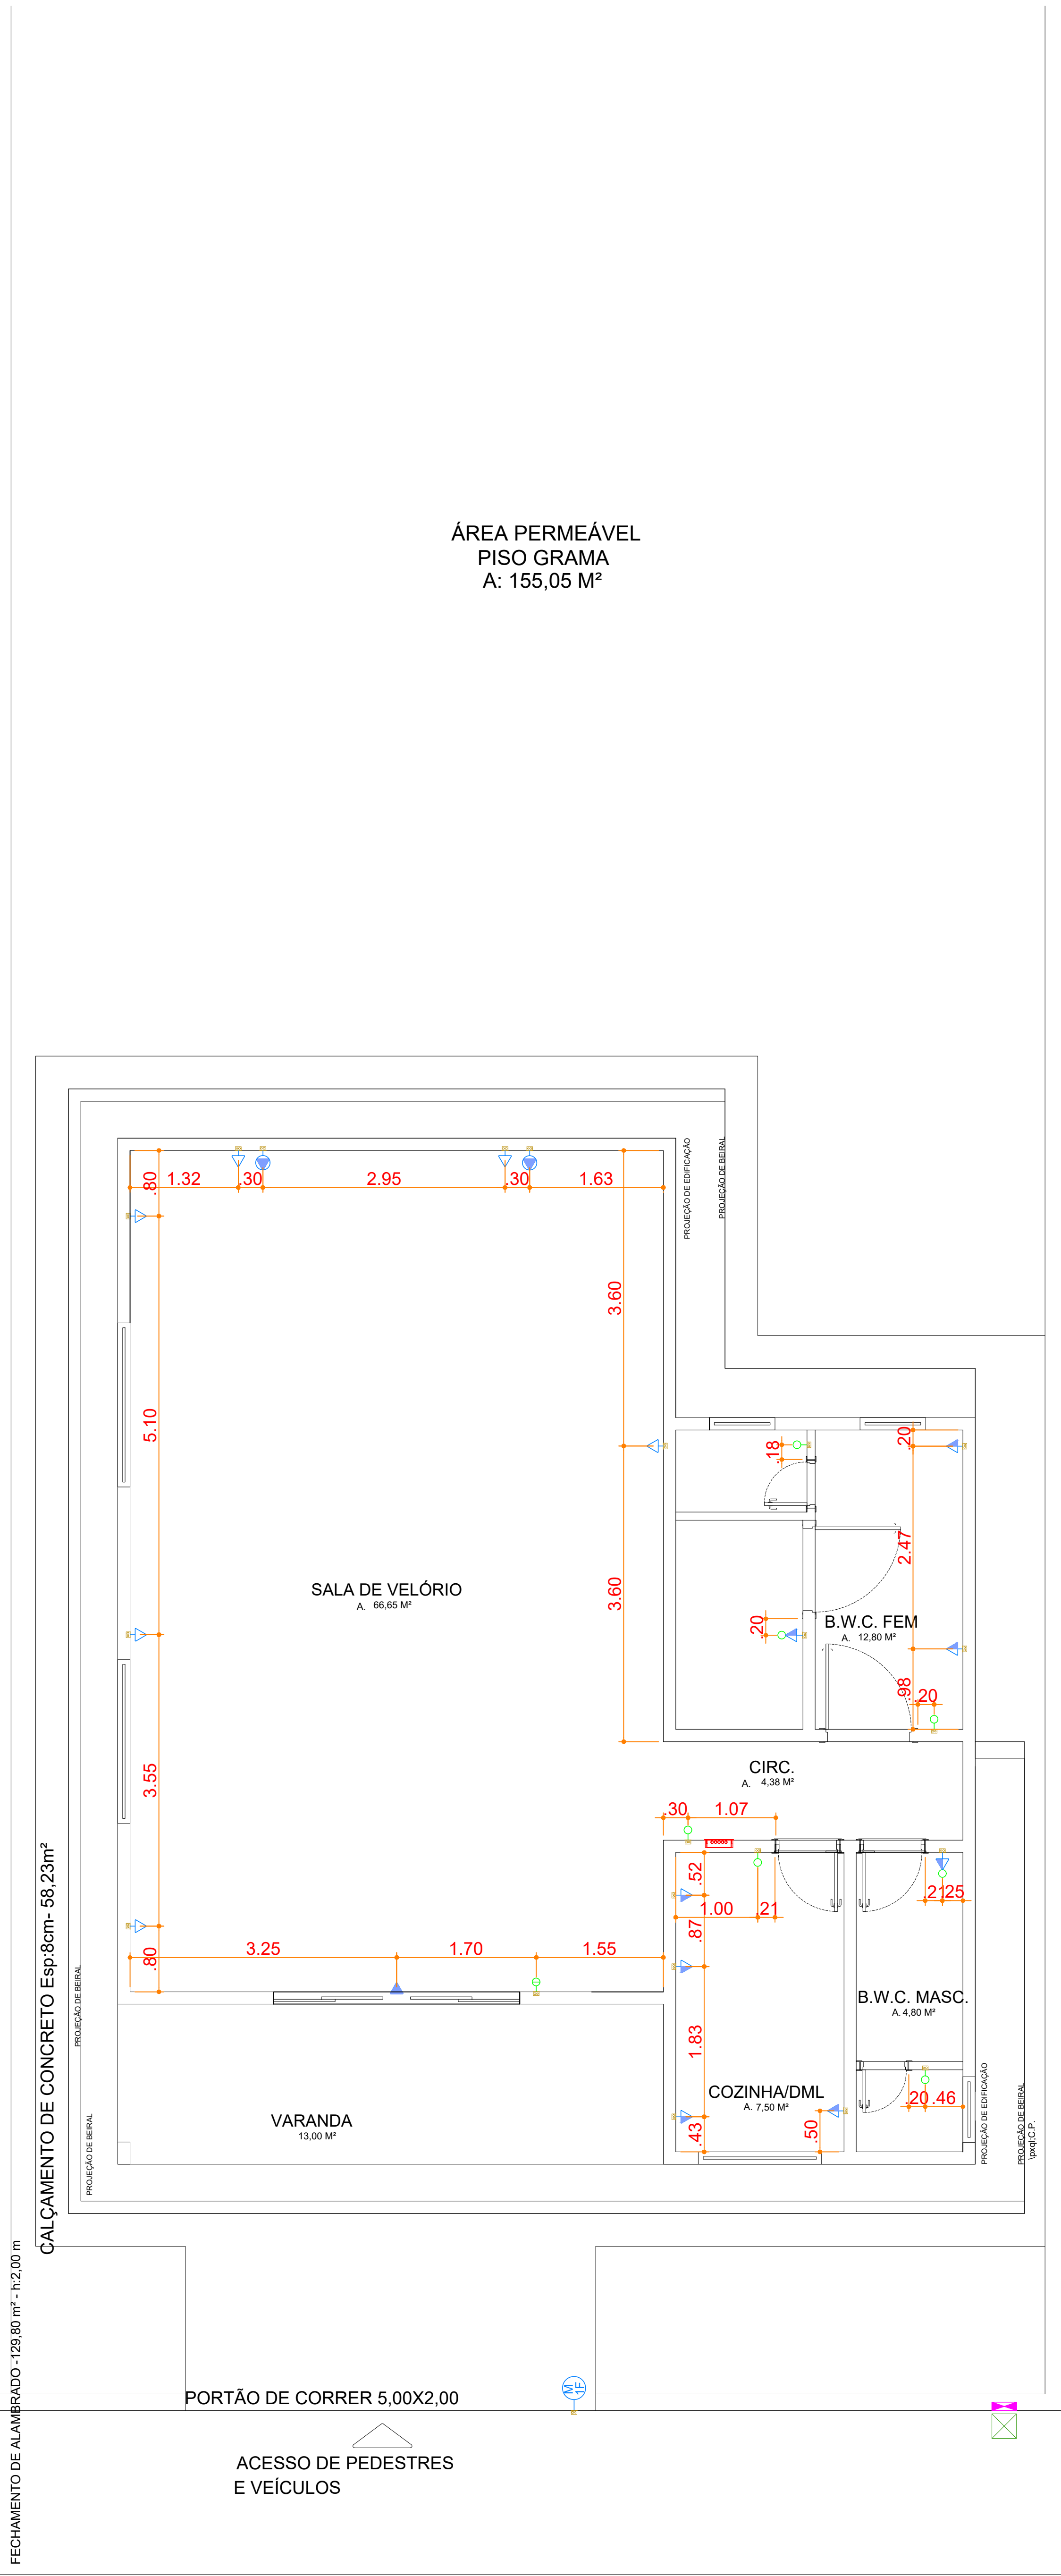 ÁREA PERMEÁVEL
PISO GRAMA
A: 155,05 M²
PROJEÇÃO DE EDIFICAÇÃO
PROJEÇÃO DE BEIRAL
.80
1.32
.30
2.95
.30
1.63
3.60
5.10
.18
.20
2.47
SALA DE VELÓRIO
A. 66,65 M²
3.60
.20
B.W.C. FEM
A. 12,80 M²
.98
.20
3.55
CIRC.
A. 4,38 M²
.30
1.07
.52
1.00
.21
.87
.21
.25
.80
3.25
1.70
1.55
B.W.C. MASC.
A. 4,80 M²
1.83
COZINHA/DML
A. 7,50 M²
.20
.46
.43
.50
VARANDA
13,00 M²
CALÇAMENTO DE CONCRETO Esp:8cm- 58,23m²
PROJEÇÃO DE BEIRAL
PROJEÇÃO DE BEIRAL
PROJEÇÃO DE EDIFICAÇÃO
PROJEÇÃO DE BEIRAL
\pxql;C.P.
FECHAMENTO DE ALAMBRADO -129,80 m² - h:2,00 m
PORTÃO DE CORRER 5,00X2,00
M
1F
ACESSO DE PEDESTRES
E VEÍCULOS